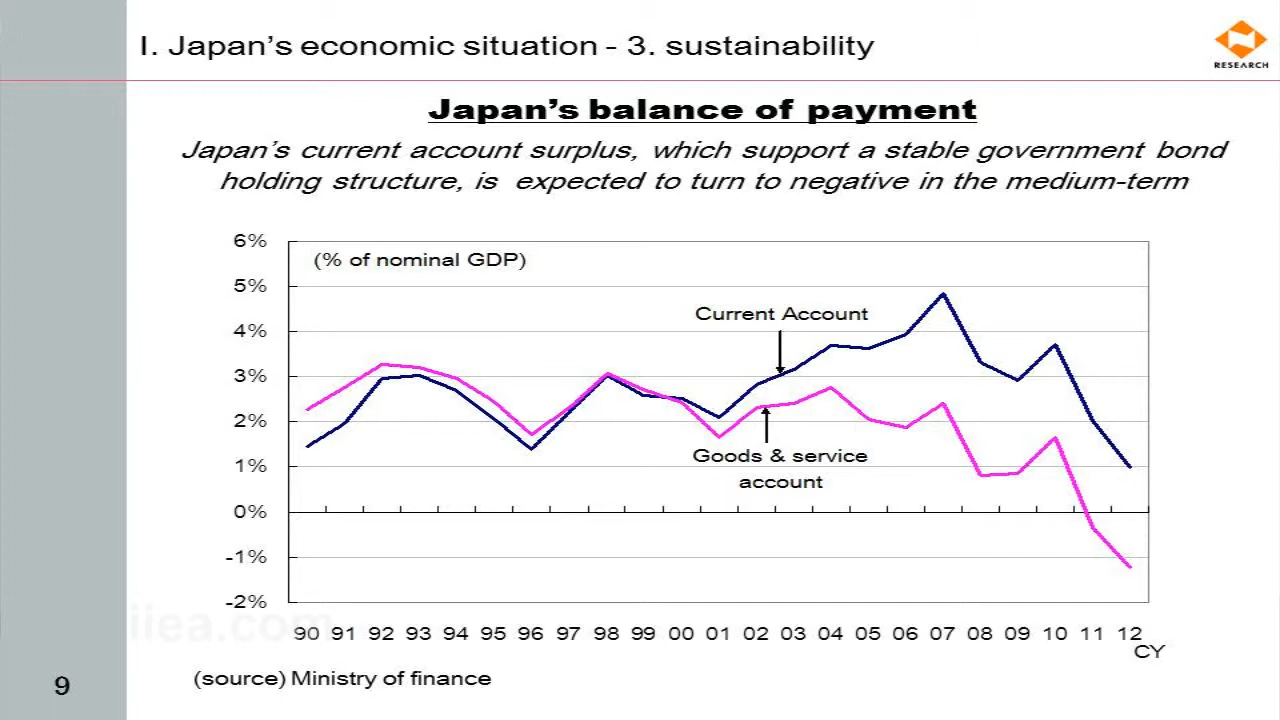 I. Japan's economic situation - 3. sustainability
RESEARCH
Japan's balance of payment
Japan's current account surplus, which support a stable government bond
holding structure, is expected to turn to negative in the medium-term
6%
(% of nominal GDP)
5%
Current Account
4%
3%
2%
Goods & service
account
1%
0%
-1%
-2%
iiea.com
90 91 92 93 94 95 96 97 98 99 00 01 02 03 04 05 06 07 08 09 10 11 12
CY
(source) Ministry of finance
9